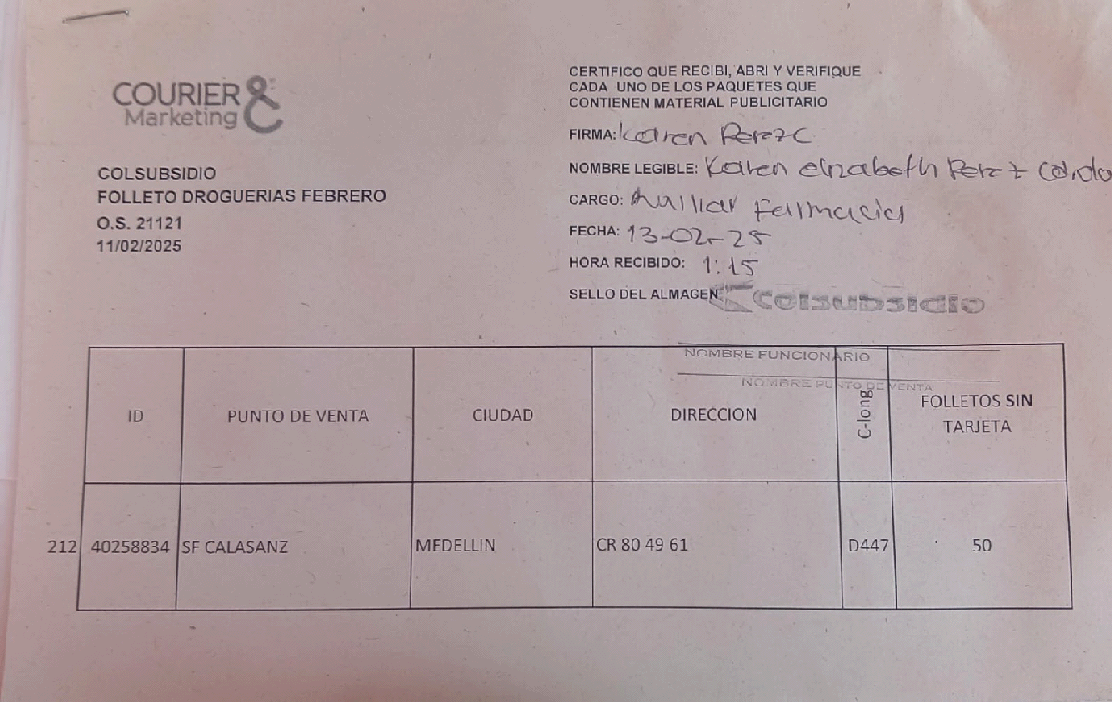 COURIER &
Marketing
COLSUBSIDIO
FOLLETO DROGUERIAS FEBRERO
O.S. 21121
11/02/2025
CERTIFICO QUE RECIBI, ABRI Y VERIFIQUE
CADA UNO DE LOS PAQUETES QUE
CONTIENEN MATERIAL PUBLICITARIO
FIRMA: Karen Perez C
NOMBRE LEGIBLE: Karen elizabeth Perez
CARGO: Auxiliar Farmacia
FECHA: 13-02-25
HORA RECIBIDO: 1:15
SELLO DEL ALMACEN: Colsubsidio
NOMBRE FUNCIONARIO
NOMBRE PUNTO DE VENTA
ID PUNTO DE VENTA CIUDAD DIRECCION C-long FOLLETOS SIN
TARJETA
212 40258834 SF CALASANZ MEDELLIN CR 80 49 61 D447 50